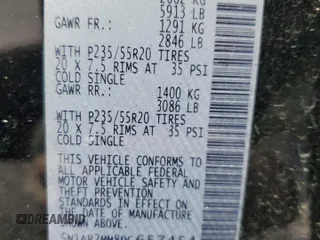 5913 LB
GAWR FR: 1291 KG
2846 LB
WITH P235/55R20 TIRES
20 X 7.5 RIMS AT 35 PSI
COLD SINGLE
GAWR RR: 1400 KG
3086 LB
WITH P235/55R20 TIRES
20 X 7.5 RIMS AT 35 PSI
COLD SINGLE
THIS VEHICLE CONFORMS TO
ALL APPLICABLE FEDERAL
MOTOR VEHICLE SAFETY AND
THEFT PREVENTION
STANDARDS IN EFFECT ON
THE DATE OF MANUFACTURE
DREAMBID